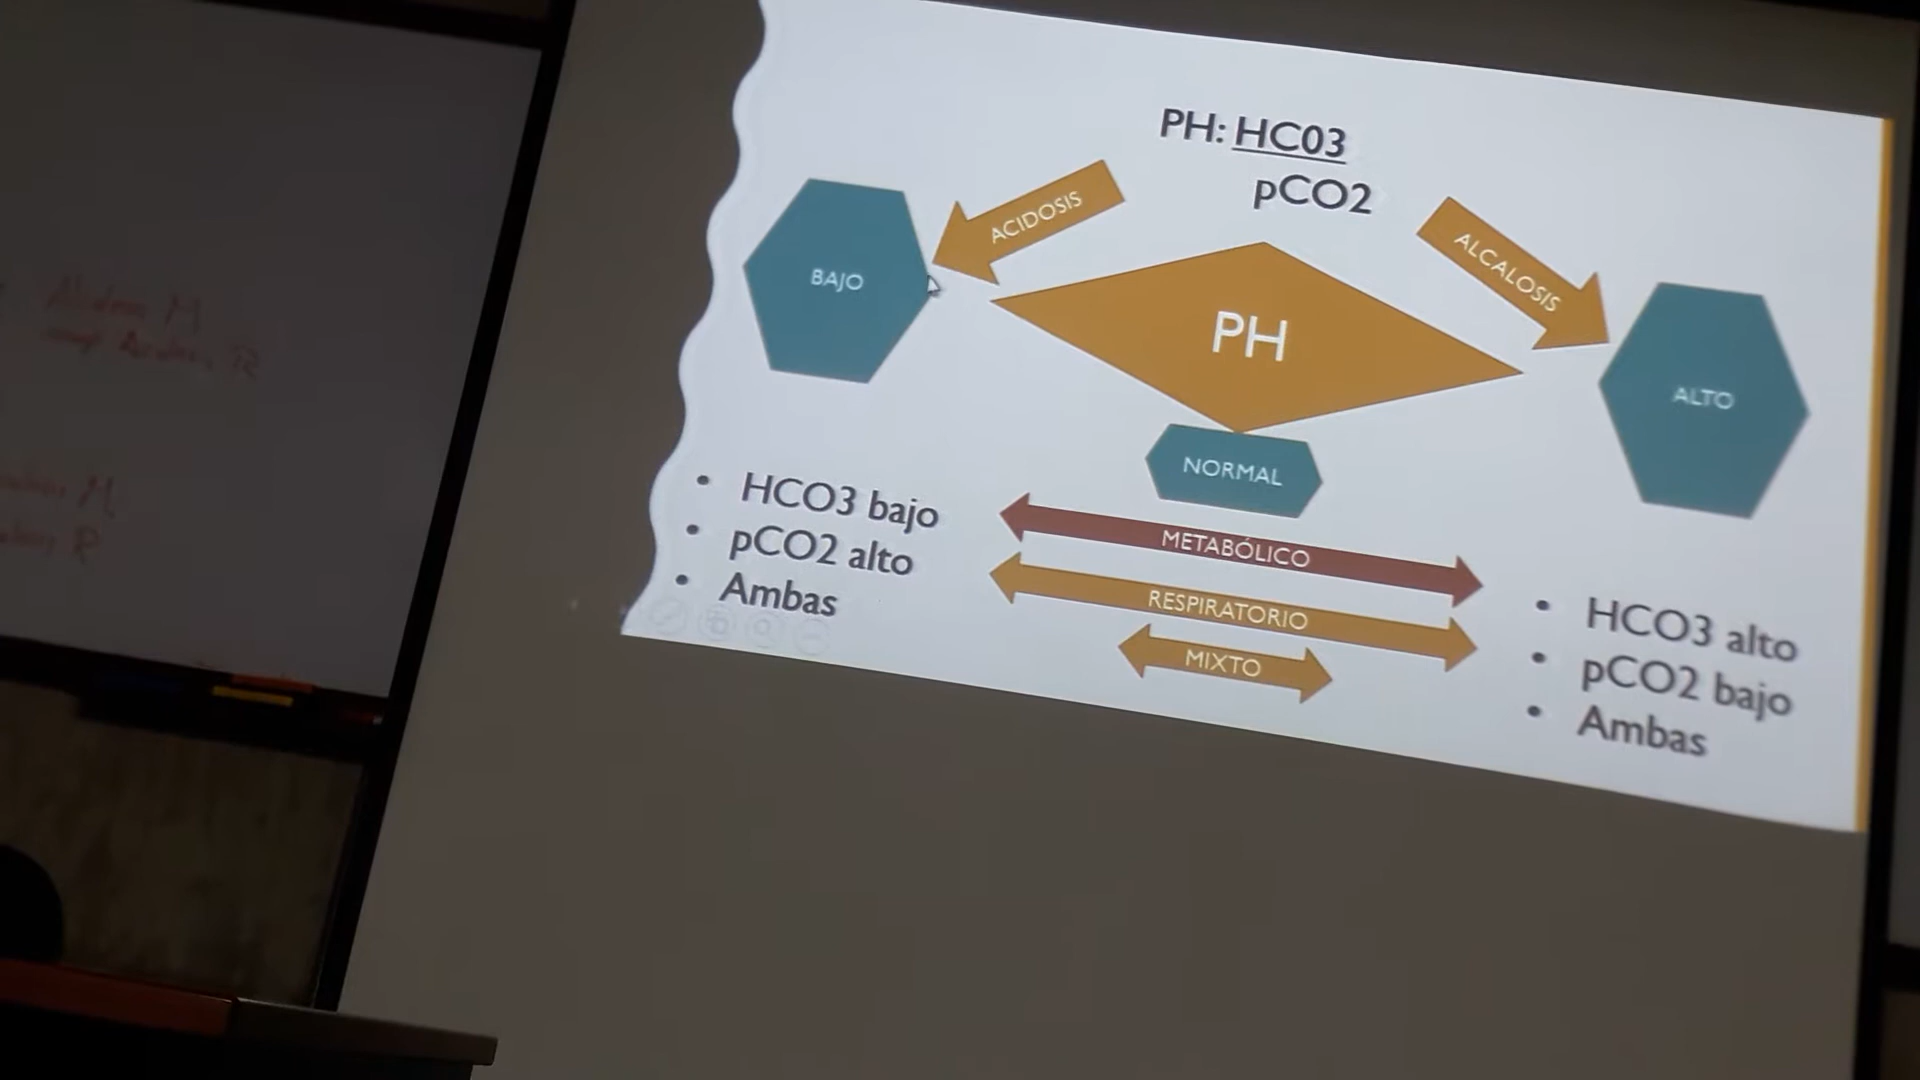 PH: HC03
pCO2
ACIDOSIS
ALCALOSIS
BAJO
PH
ALTO
NORMAL
• HCO3 bajo
• pCO2 alto
• Ambas
METABÓLICO
RESPIRATORIO
MIXTO
• HCO3 alto
• pCO2 bajo
• Ambas
M
R
M
R